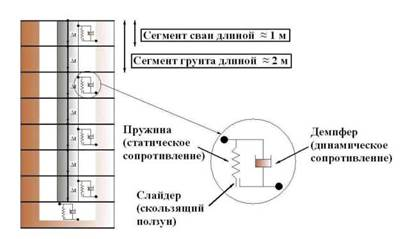 Сегмент сваи длиной ≈ 1 м
Сегмент грунта длиной ≈ 2 м
Пружина
(статическое
сопротивление)
Демпфер
(динамическое
сопротивление)
Слайдер
(скользящий
ползун)